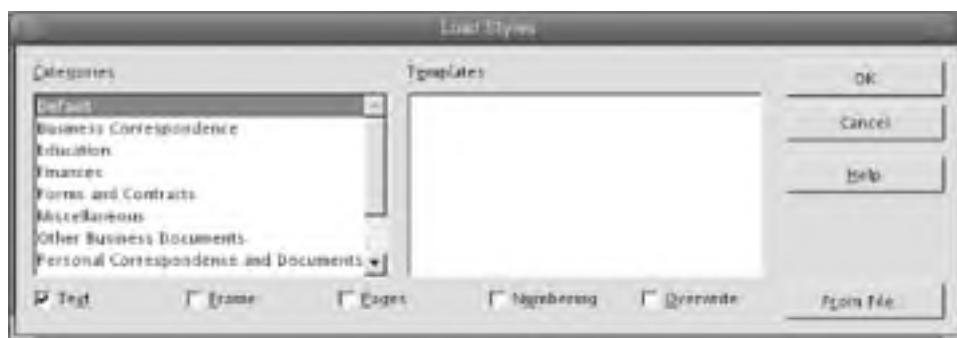 Load Styles
Categories
Templates
Default
Business Correspondence
Education
Finances
Forms and Contracts
Miscellaneous
Other Business Documents
Personal Correspondence and Documents
OK
Cancel
Help
Text
Frame
Pages
Numbering
Overwrite
From File